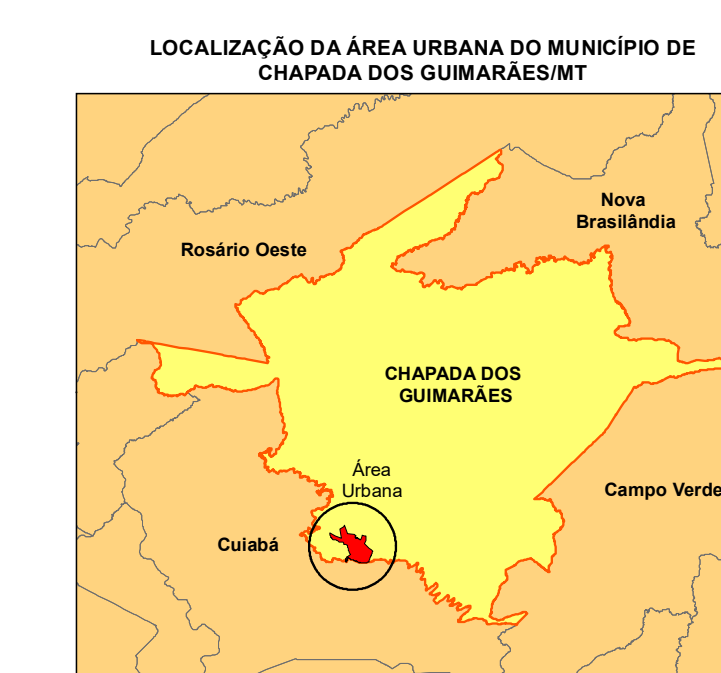 LOCALIZAÇÃO DA ÁREA URBANA DO MUNICÍPIO DE
CHAPADA DOS GUIMARÃES/MT
Nova
Brasilândia
Rosário Oeste
CHAPADA DOS
GUIMARÃES
Área
Urbana
Campo Verde
Cuiabá